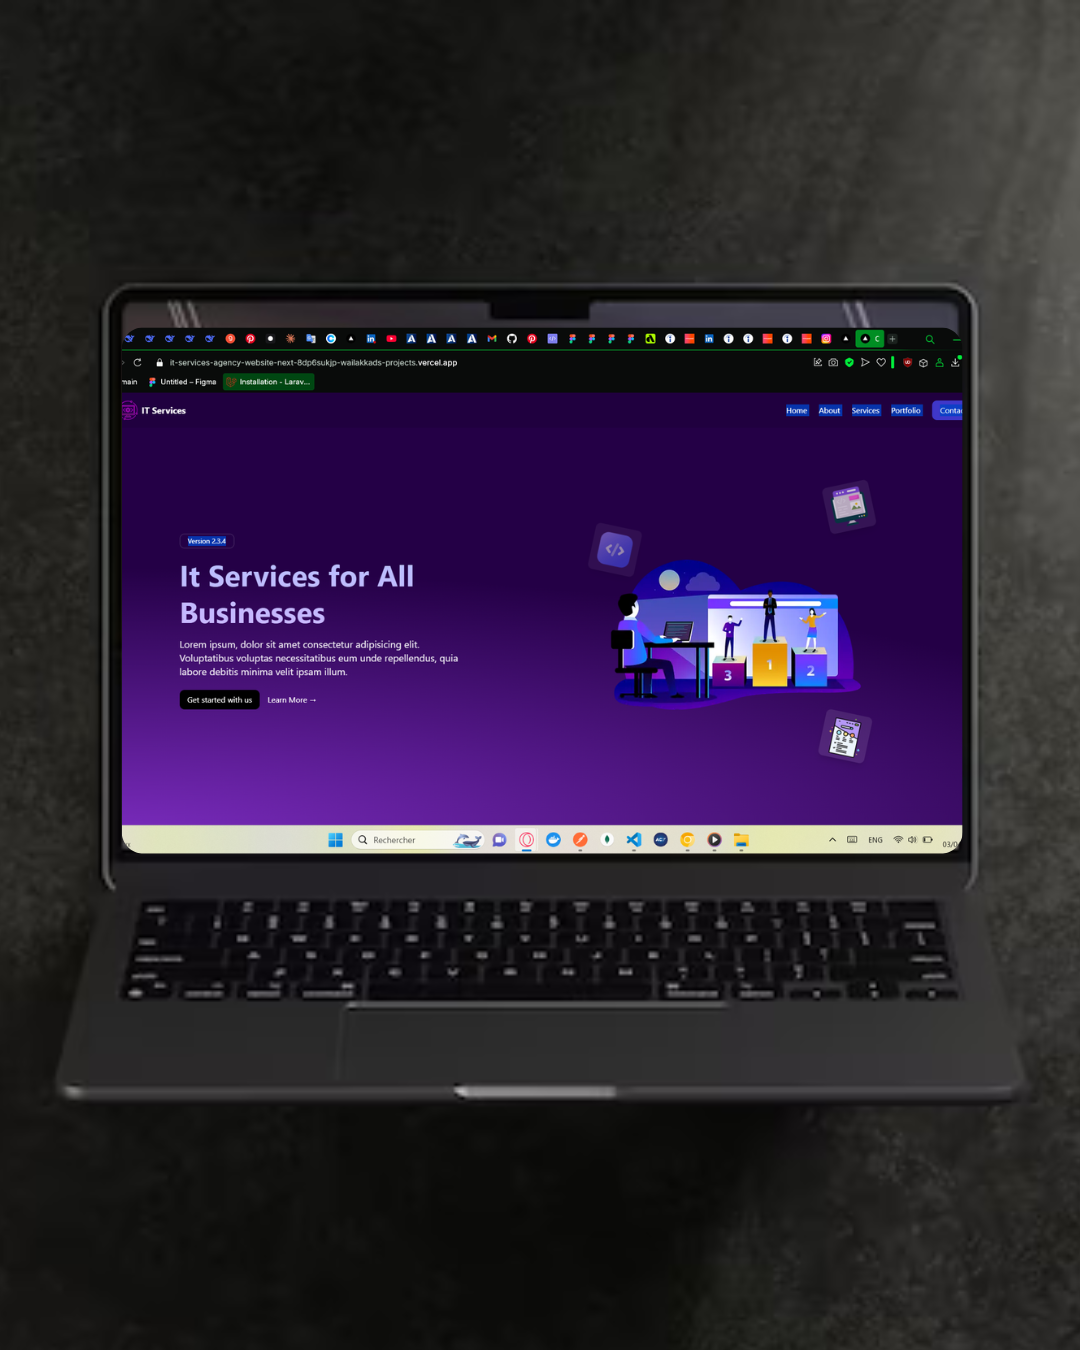 C
it-services-agency-website-next-8dp6sukjp-wailakkads-projects.vercel.app
main
Untitled – Figma
Installation - Larav...
IT Services
Home About Services Portfolio Contac
Version 2.3.4
It Services for All
Businesses
Lorem ipsum, dolor sit amet consectetur adipisicing elit.
Voluptatibus voluptas necessitatibus eum unde repellendus, quia
labore debitis minima velit ipsam illum.
Get started with us Learn More →
3 1 2
Rechercher
ENG
03/0